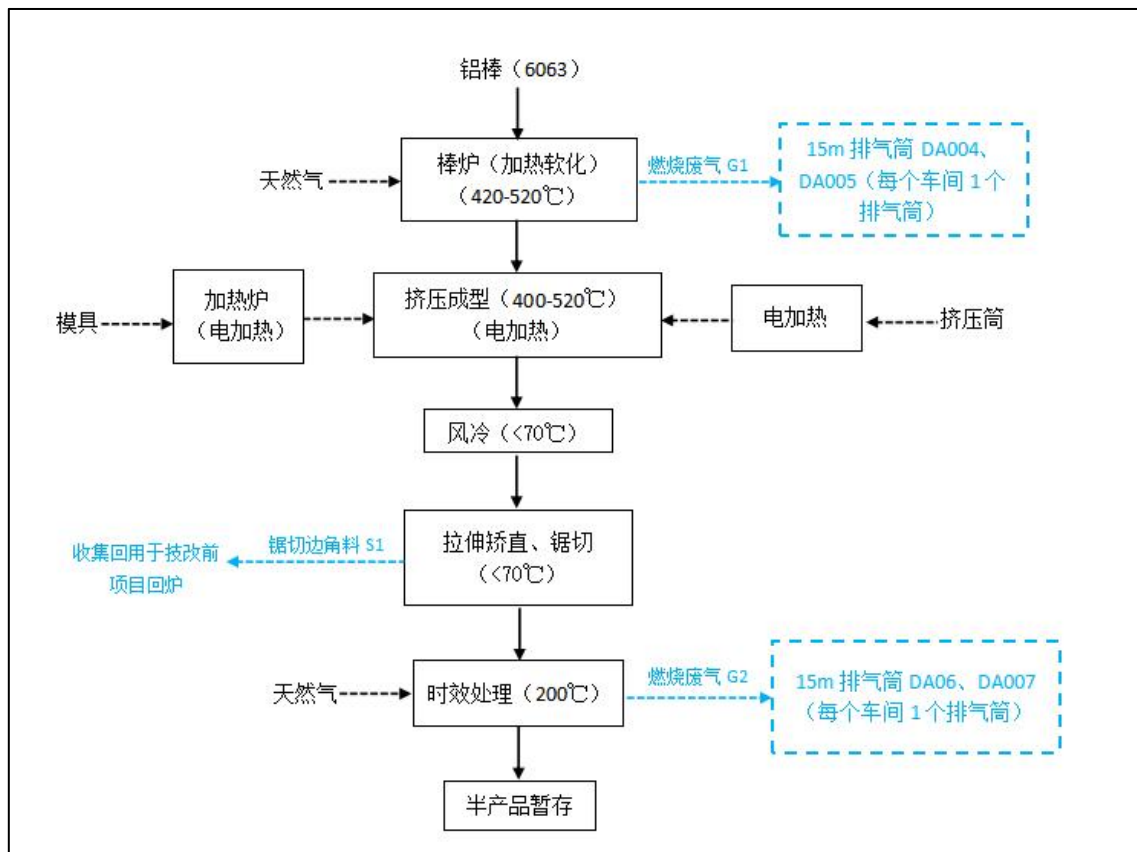 铝棒（6063）
天然气
棒炉（加热软化）
（420-520℃）
燃烧废气 G1
15m 排气筒 DA004、
DA005（每个车间 1 个
排气筒）
模具
加热炉
（电加热）
挤压成型（400-520℃）
（电加热）
电加热
挤压筒
风冷（<70℃）
收集回用于技改前
项目回炉
锯切边角料 S1
拉伸矫直、锯切
（<70℃）
天然气
时效处理（200℃）
燃烧废气 G2
15m 排气筒 DA06、DA007
（每个车间 1 个排气筒）
半产品暂存